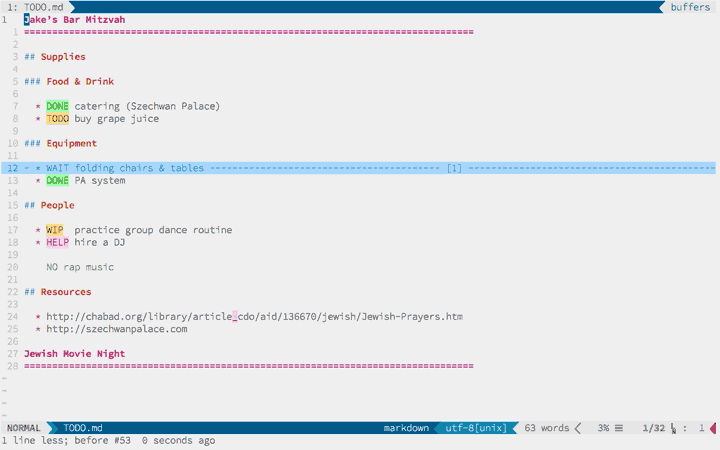 1: TODO.md buffers
1 Jake's Bar Mitzvah
1 ============================================================================
2
3 ## Supplies
4
5 ### Food & Drink
6
7 * DONE catering (Szechwan Palace)
8 * TODO buy grape juice
9
10 ### Equipment
11
12 - * WAIT folding chairs & tables ----------------------------------------- [1] --------------------------------------------
13 * DONE PA system
14
15 ## People
16
17 * WIP practice group dance routine
18 * HELP hire a DJ
19
20 NO rap music
21
22 ## Resources
23
24 * http://chabad.org/library/article_cdo/aid/136670/jewish/Jewish-Prayers.htm
25 * http://szechwanpalace.com
26
27 Jewish Movie Night
28 ============================================================================
~
~
~
~
NORMAL TODO.md markdown utf-8[unix] 63 words 3% ☰ 1/32 : 1
1 line less; before #53 0 seconds ago